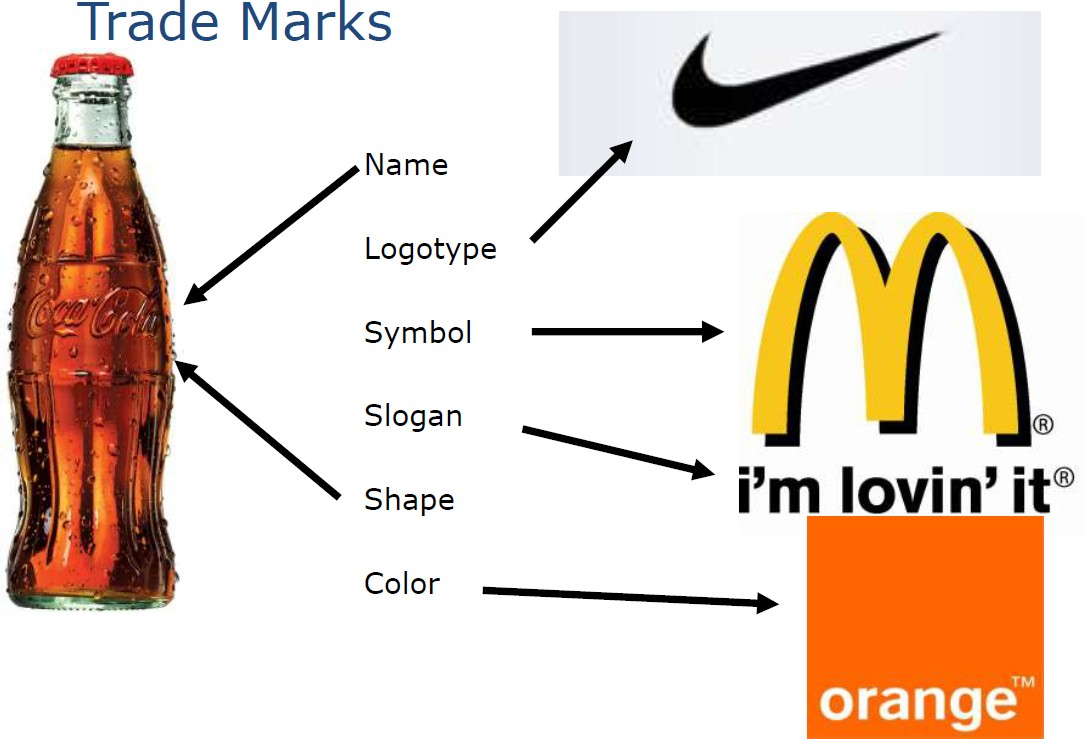 Trade Marks
Name
Logotype
Symbol
Slogan
Shape
Color
Coca-Cola
®
i'm lovin' it®
orange™